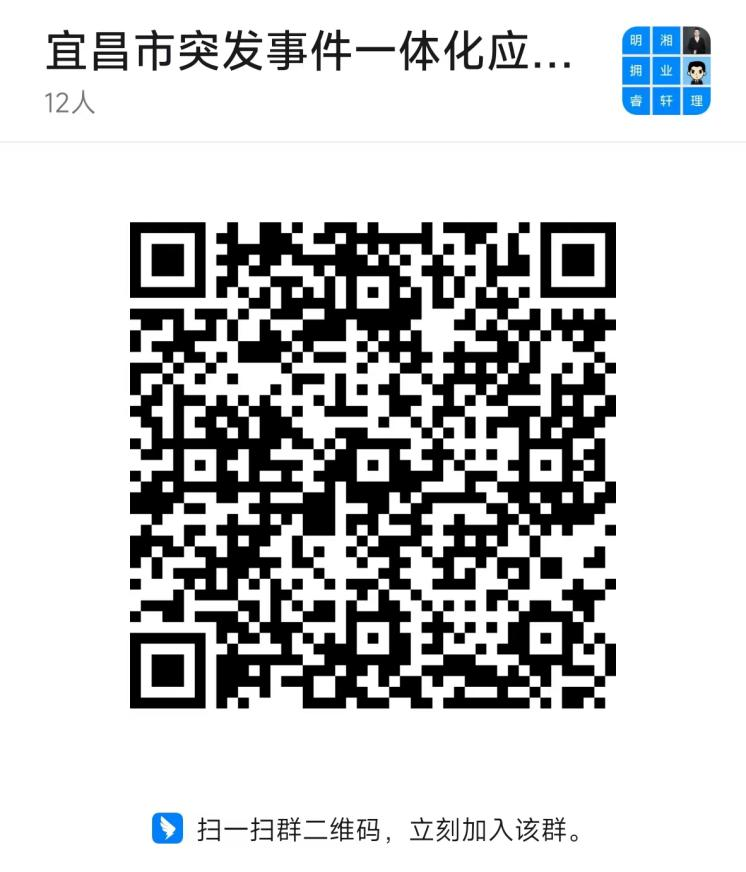 宜昌市突发事件一体化应...
12人
明 湘
拥 业
睿 轩 理
扫一扫群二维码，立刻加入该群。